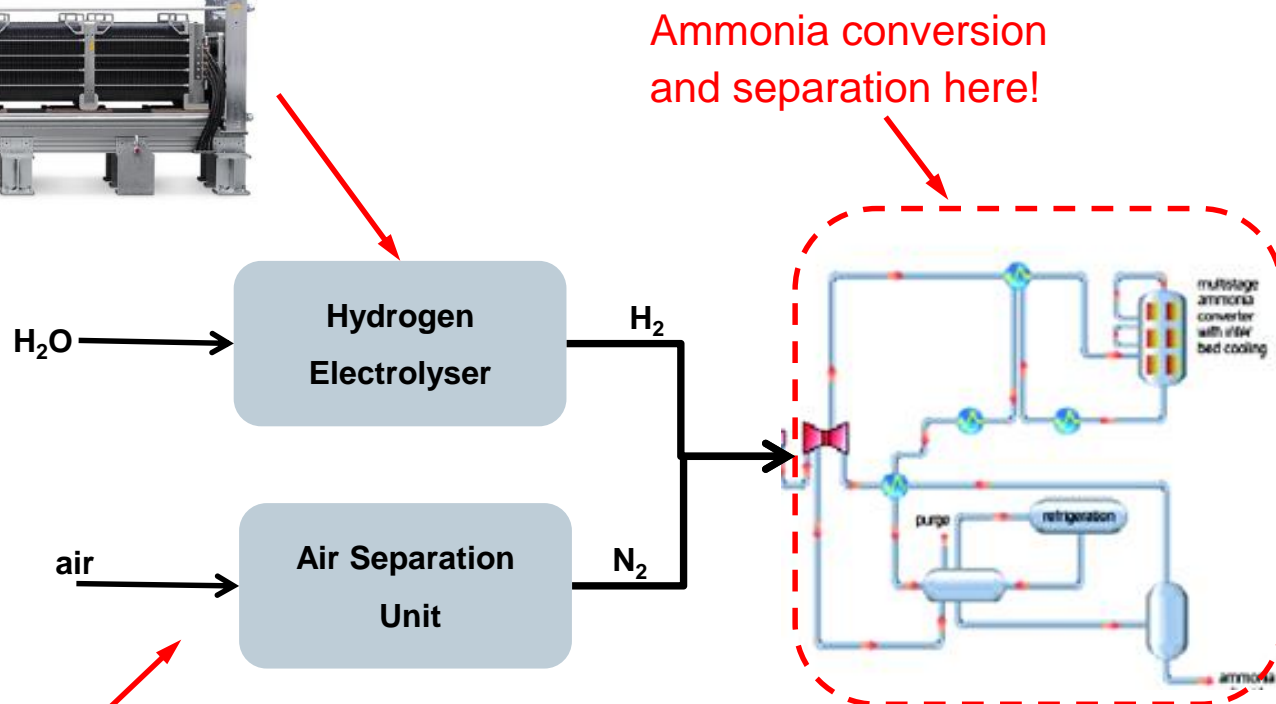 Ammonia conversion
and separation here!
multistage
ammonia
converter
with inter
bed cooling
Hydrogen
Electrolyser
H₂
H₂O
purge
refrigeration
Air Separation
Unit
N₂
air
ammonia